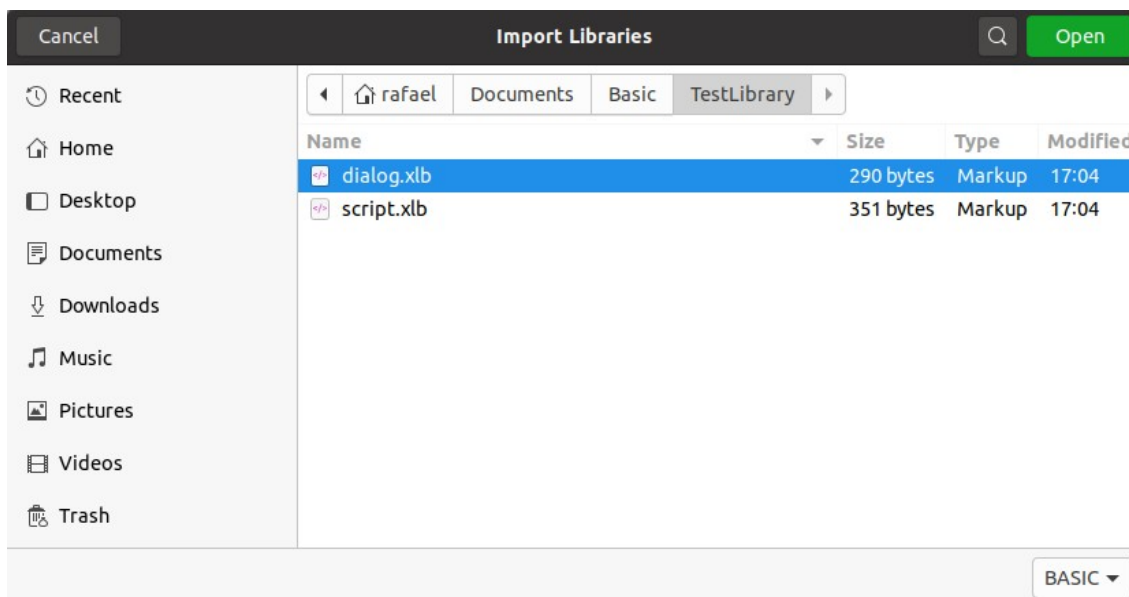 Cancel Import Libraries Open
Recent
Home
Desktop
Documents
Downloads
Music
Pictures
Videos
Trash
rafael Documents Basic TestLibrary
Name Size Type Modified
dialog.xlb 290 bytes Markup 17:04
script.xlb 351 bytes Markup 17:04
BASIC